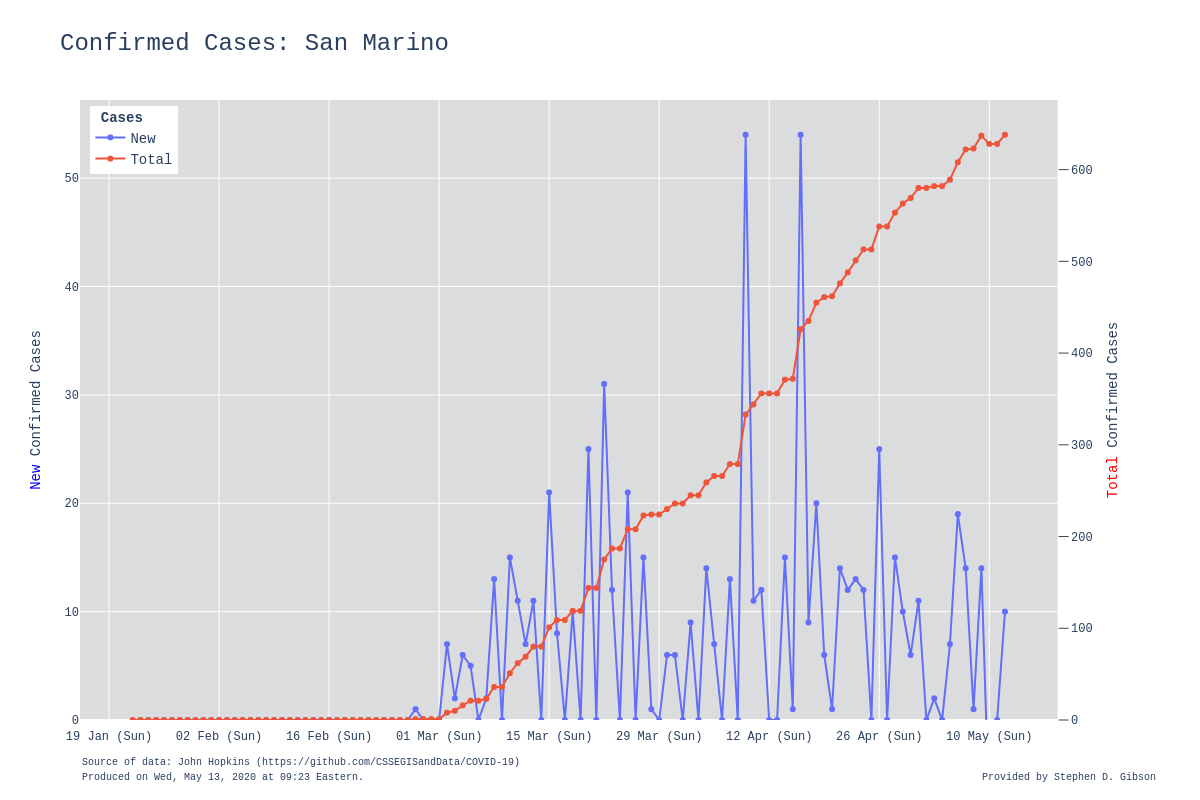 Confirmed Cases: San Marino
Cases
New
Total
50
40
30
20
10
0
600
500
400
300
200
100
0
New Confirmed Cases
Total Confirmed Cases
19 Jan (Sun)
02 Feb (Sun)
16 Feb (Sun)
01 Mar (Sun)
15 Mar (Sun)
29 Mar (Sun)
12 Apr (Sun)
26 Apr (Sun)
10 May (Sun)
Source of data: John Hopkins (https://github.com/CSSEGISandData/COVID-19)
Produced on Wed, May 13, 2020 at 09:23 Eastern.
Provided by Stephen D. Gibson